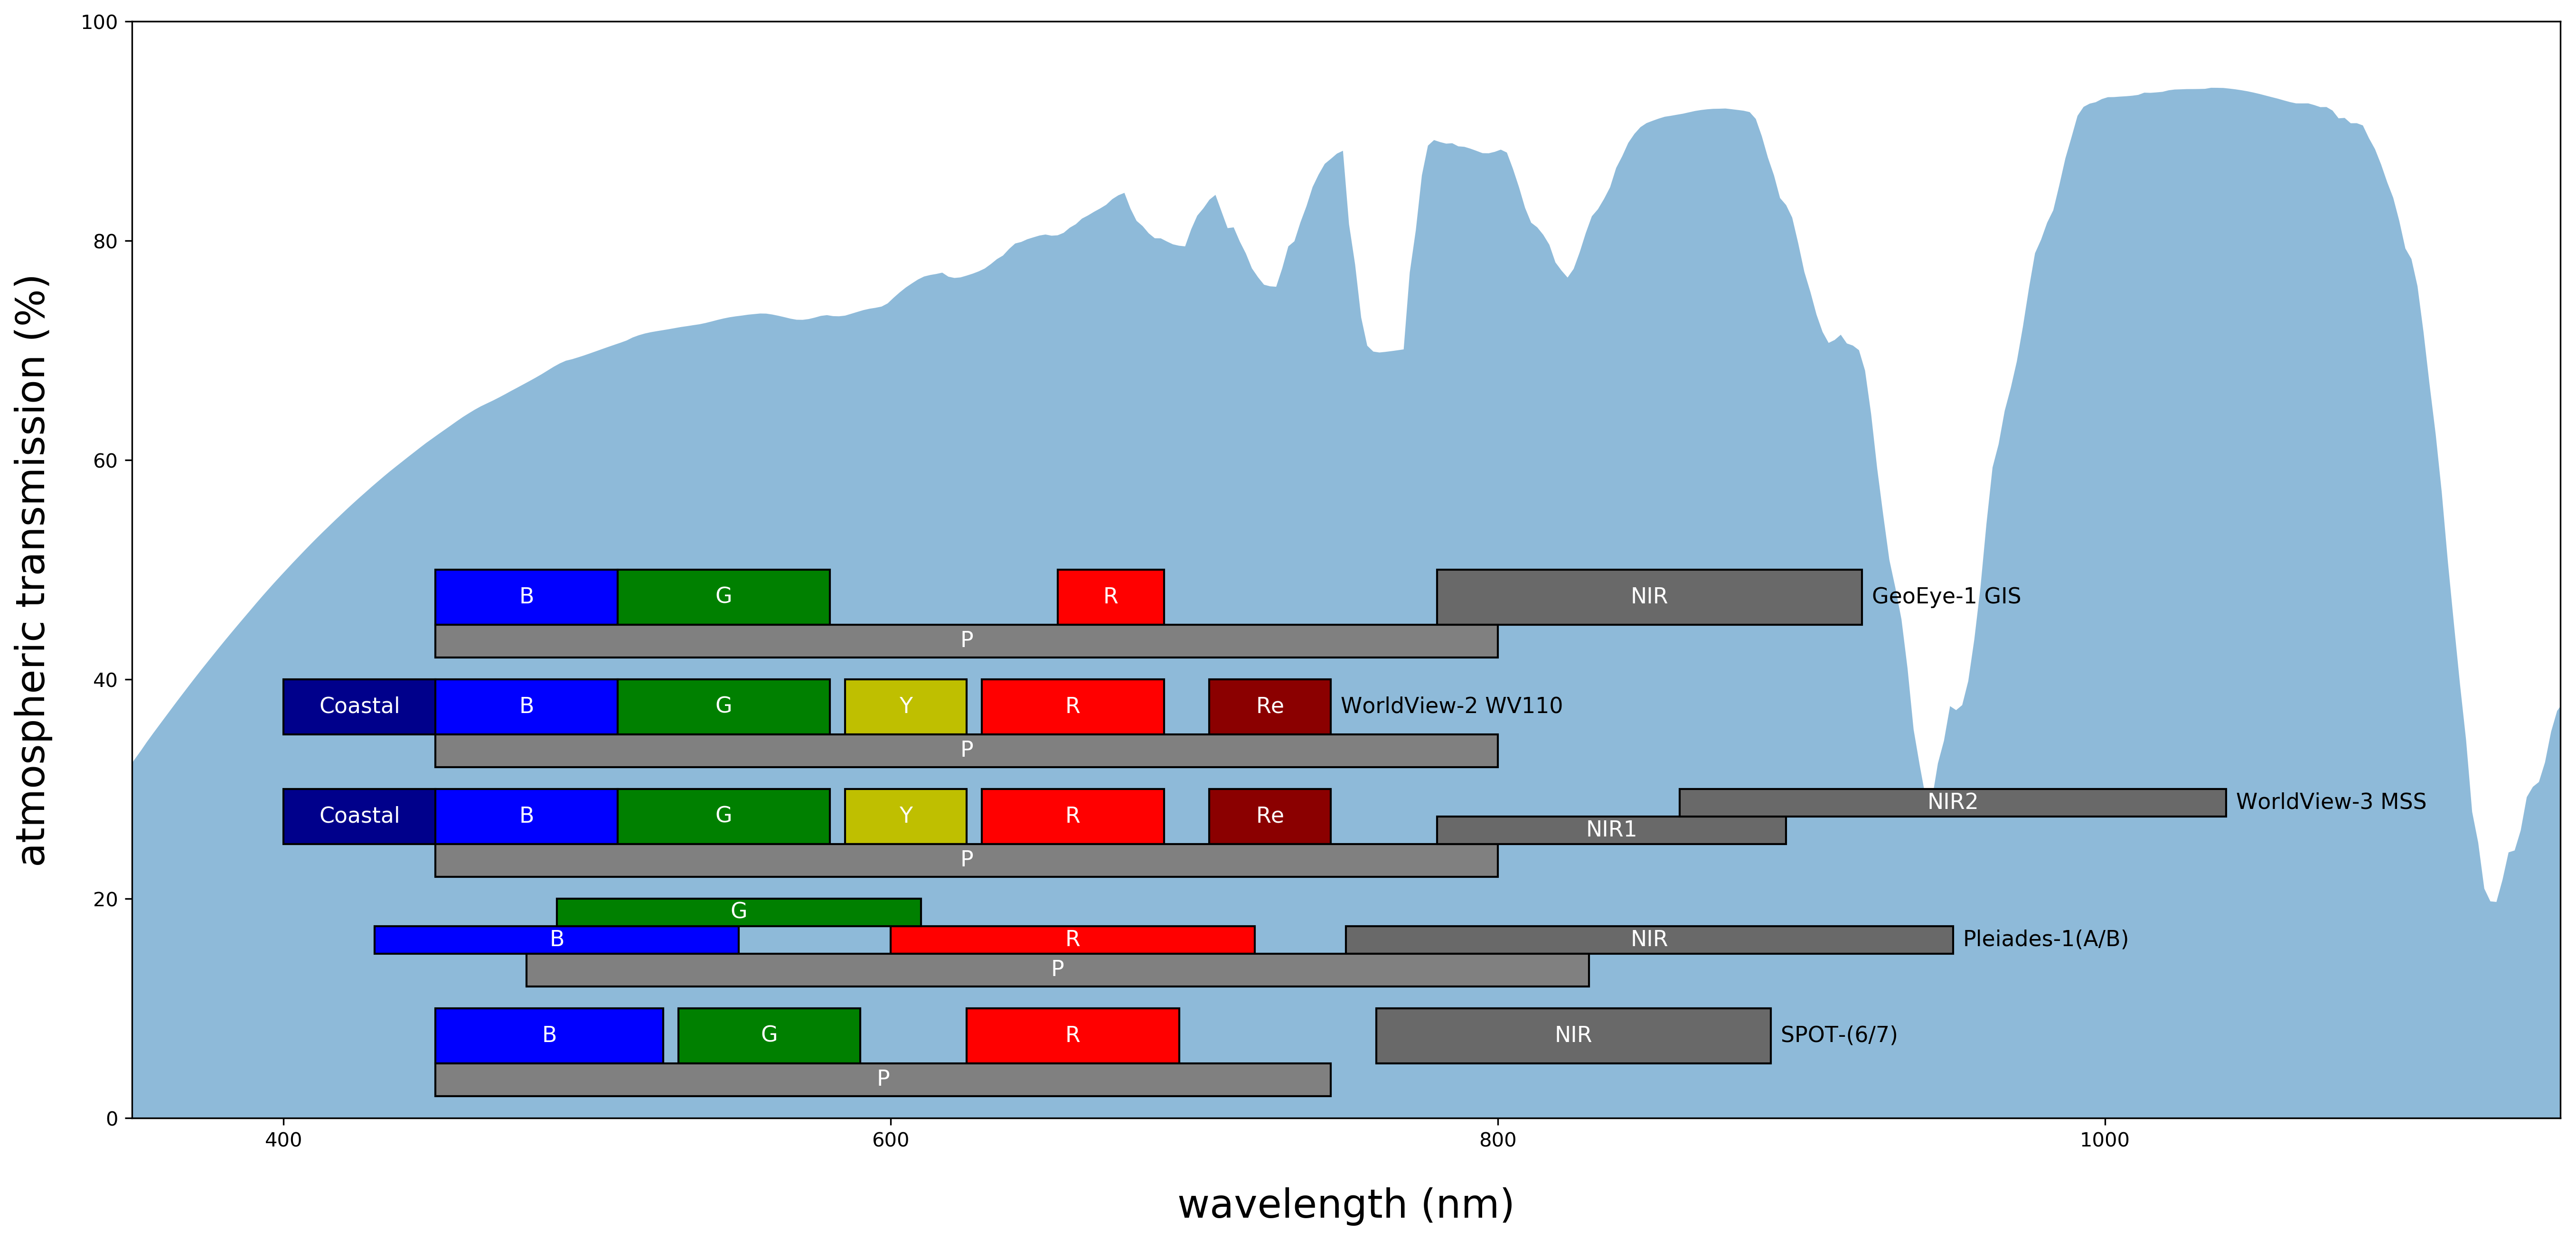 100
80
60
40
20
0
atmospheric transmission (%)
B G R NIR GeoEye-1 GIS
P
Coastal B G Y R Re WorldView-2 WV110
P
NIR2 WorldView-3 MSS
Coastal B G Y R Re NIR1
P
G
B R NIR Pleiades-1(A/B)
P
B G R NIR SPOT-(6/7)
P
400 600 800 1000
wavelength (nm)